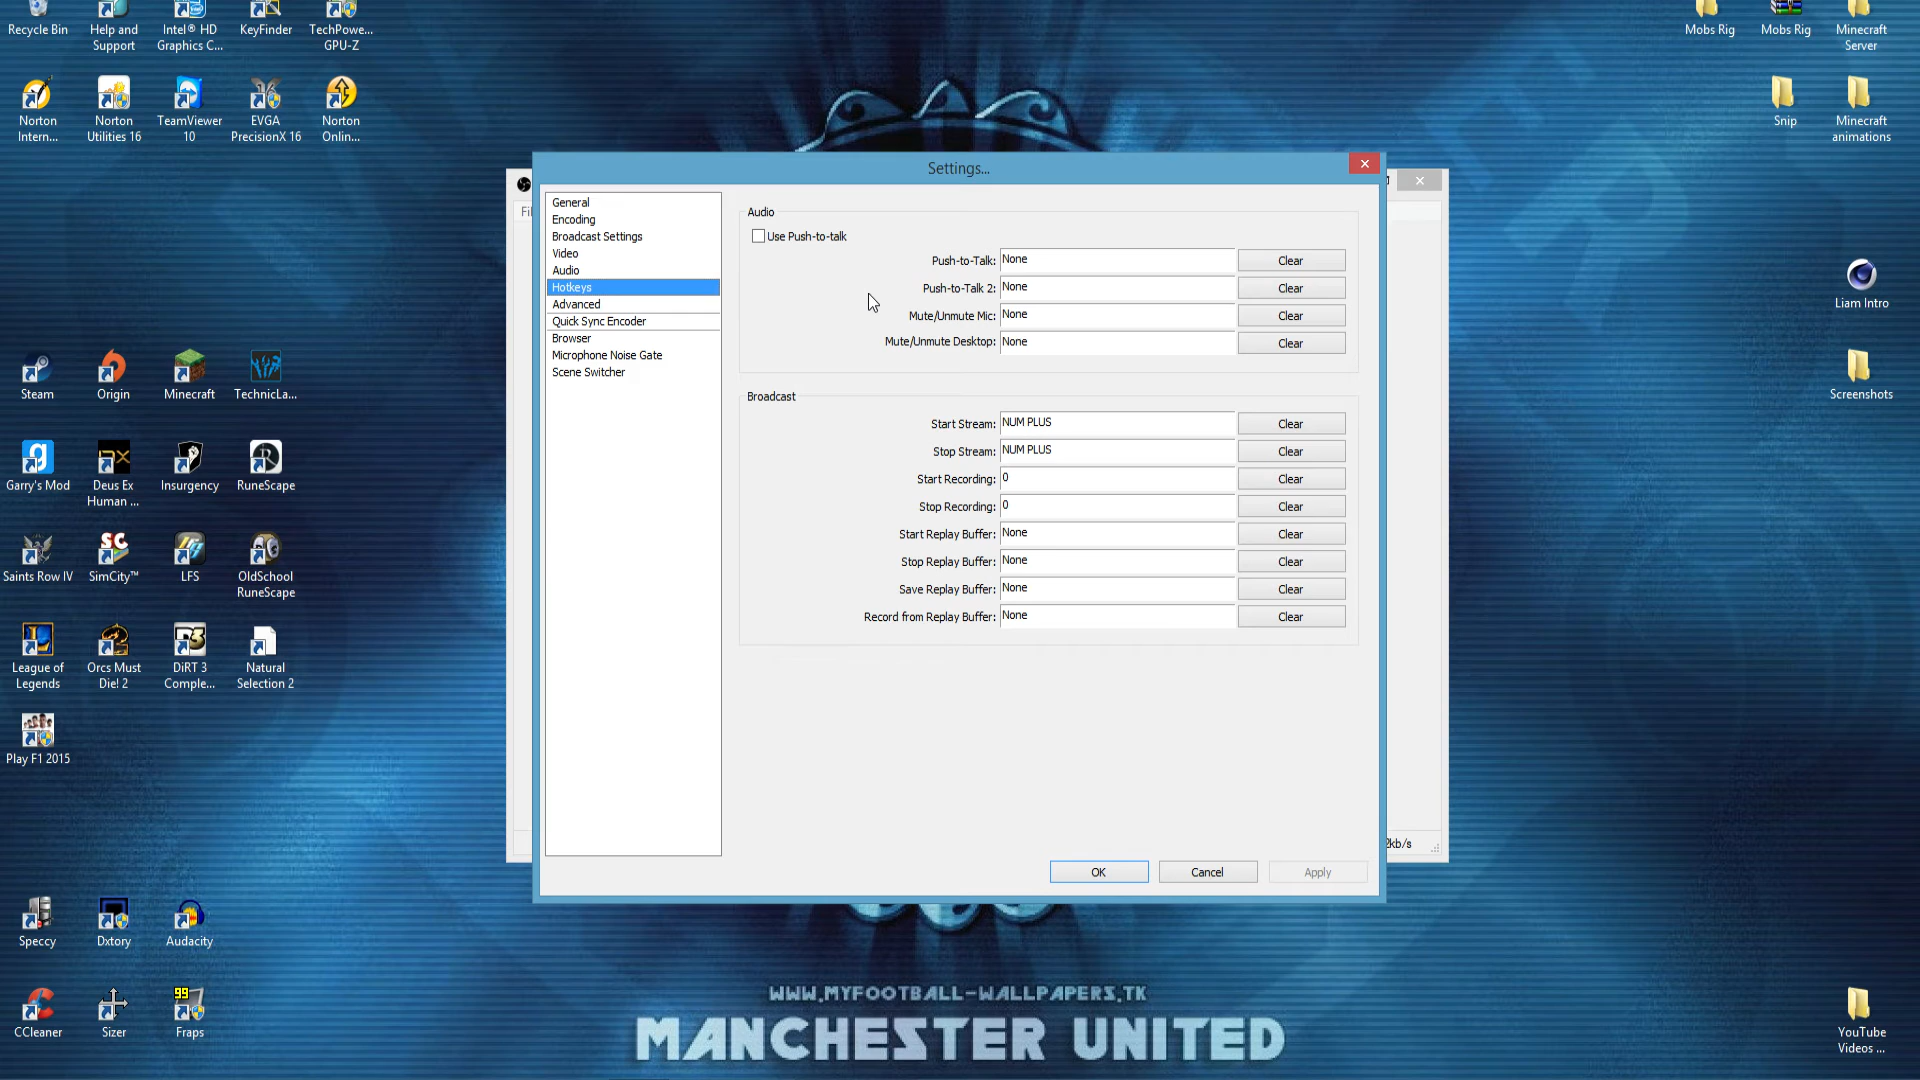 Recycle Bin
Help and
Support
Intel® HD
Graphics C...
KeyFinder
TechPowe...
GPU-Z
Mobs Rig
Mobs Rig
Minecraft
Server
Norton
Intern...
Norton
Utilities 16
TeamViewer
10
EVGA
PrecisionX 16
Norton
Onlin...
Snip
Minecraft
animations
Settings...
Fil
General
Encoding
Broadcast Settings
Video
Audio
Hotkeys
Advanced
Quick Sync Encoder
Browser
Microphone Noise Gate
Scene Switcher
Audio
Use Push-to-talk
Push-to-Talk: None Clear
Push-to-Talk 2: None Clear
Mute/Unmute Mic: None Clear
Mute/Unmute Desktop: None Clear
Broadcast
Start Stream: NUM PLUS Clear
Stop Stream: NUM PLUS Clear
Start Recording: 0 Clear
Stop Recording: 0 Clear
Start Replay Buffer: None Clear
Stop Replay Buffer: None Clear
Save Replay Buffer: None Clear
Record from Replay Buffer: None Clear
OK Cancel Apply
kb/s
Liam Intro
Screenshots
Steam
Origin
Minecraft
TechnicLa...
Garry's Mod
Deus Ex
Human ...
Insurgency
RuneScape
Saints Row IV
SimCity™
LFS
OldSchool
RuneScape
League of
Legends
Orcs Must
Die! 2
DiRT 3
Comple...
Natural
Selection 2
Play F1 2015
Speccy
Dxtory
Audacity
CCleaner
Sizer
99
Fraps
WWW.MYFOOTBALL-WALLPAPERS.TK
MANCHESTER UNITED
YouTube
Videos ...